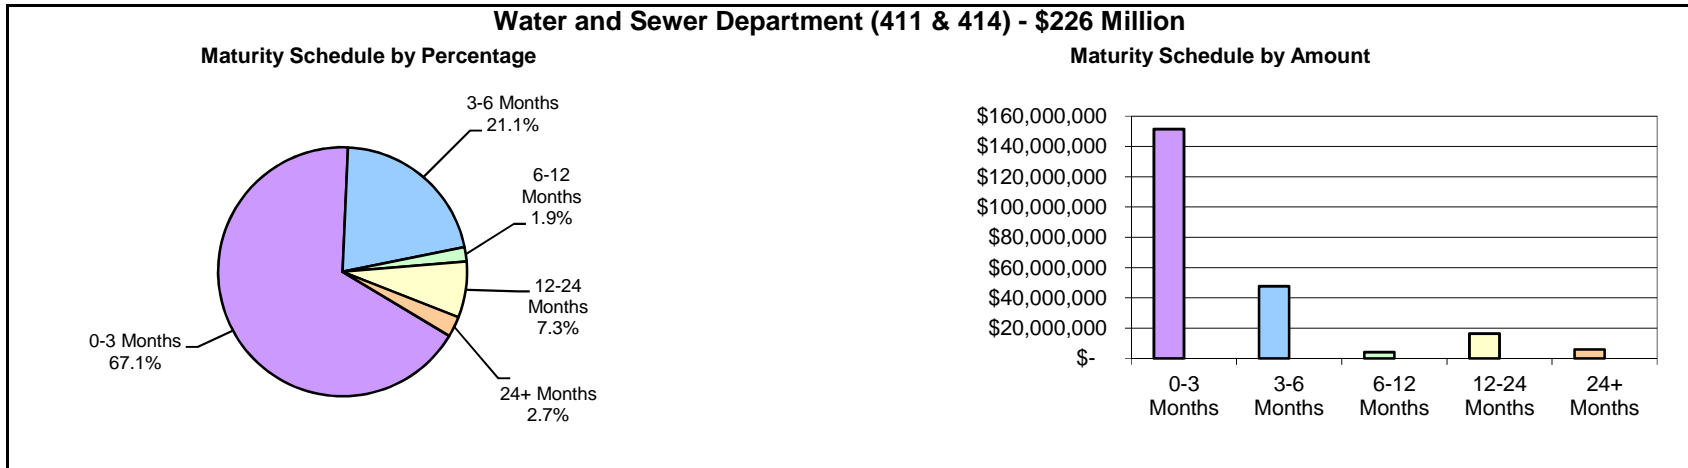 Water and Sewer Department (411 & 414) - $226 Million
Maturity Schedule by Percentage
3-6 Months
21.1%
6-12
Months
1.9%
12-24
Months
7.3%
0-3 Months
67.1%
24+ Months
2.7%
Maturity Schedule by Amount
$160,000,000
$140,000,000
$120,000,000
$100,000,000
$80,000,000
$60,000,000
$40,000,000
$20,000,000
$-
0-3
Months
3-6
Months
6-12
Months
12-24
Months
24+
Months